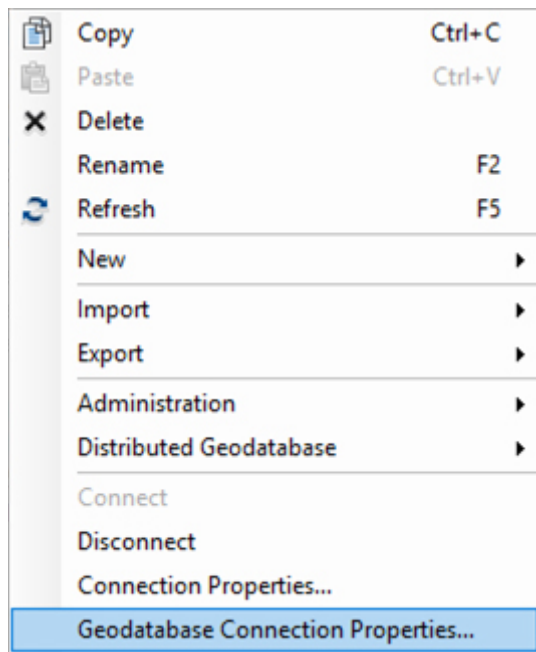 Copy Ctrl+C
Paste Ctrl+V
Delete
Rename F2
Refresh F5
New
Import
Export
Administration
Distributed Geodatabase
Connect
Disconnect
Connection Properties...
Geodatabase Connection Properties...